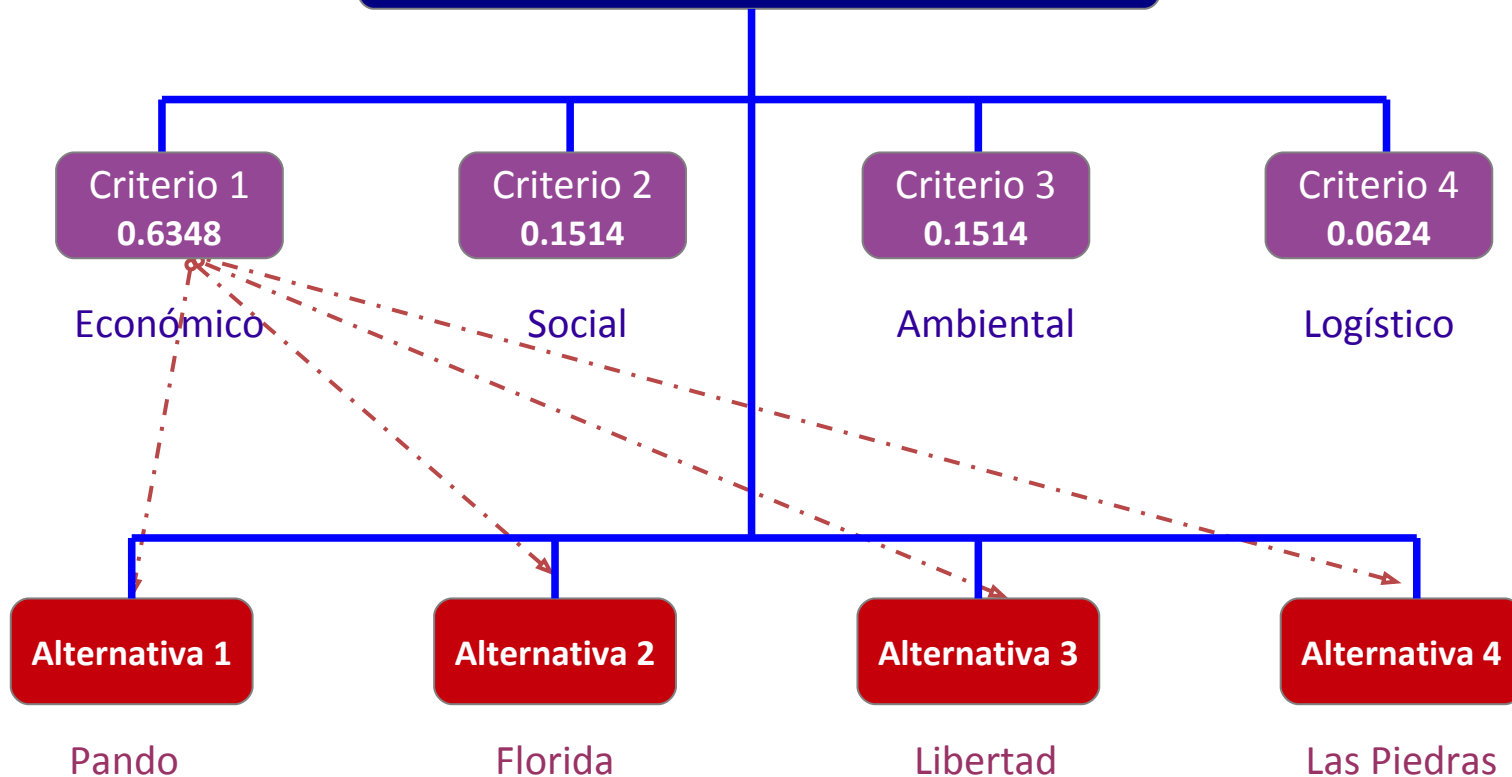 Criterio 1
0.6348
Criterio 2
0.1514
Criterio 3
0.1514
Criterio 4
0.0624
Económico
Social
Ambiental
Logístico
Alternativa 1
Alternativa 2
Alternativa 3
Alternativa 4
Pando
Florida
Libertad
Las Piedras